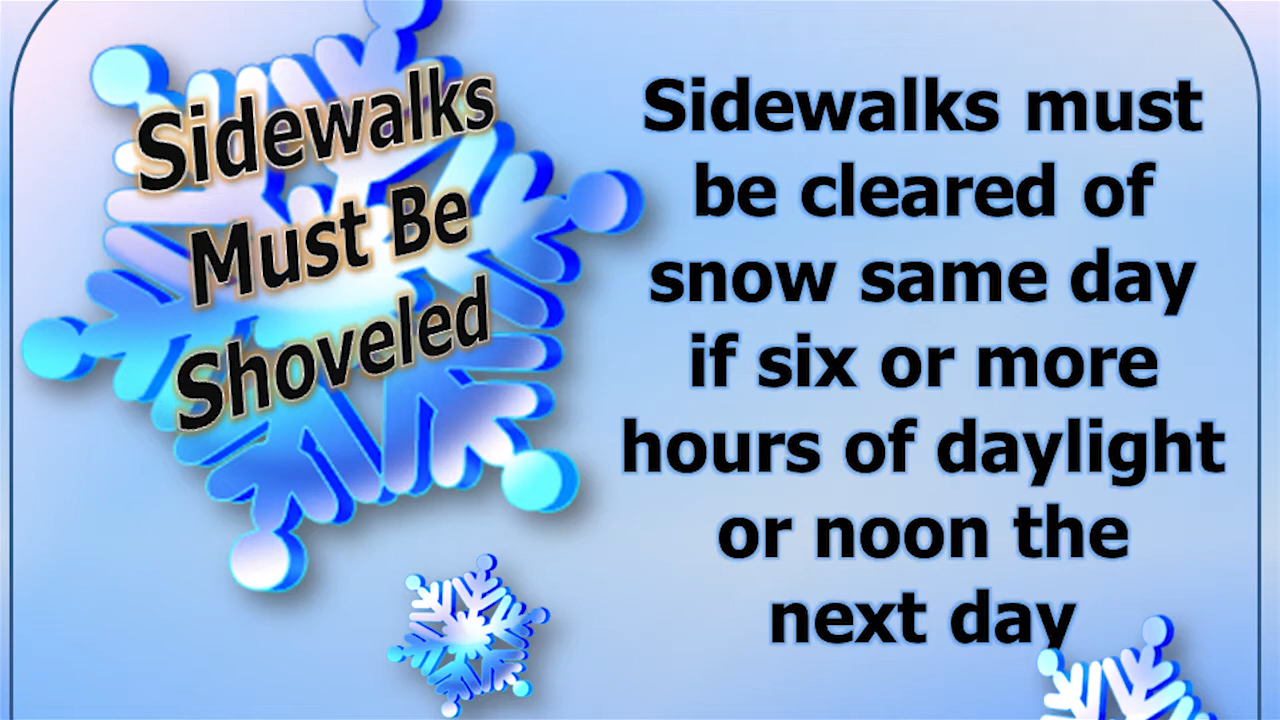 Sidewalks
Must Be
Shoveled
Sidewalks must
be cleared of
snow same day
if six or more
hours of daylight
or noon the
next day